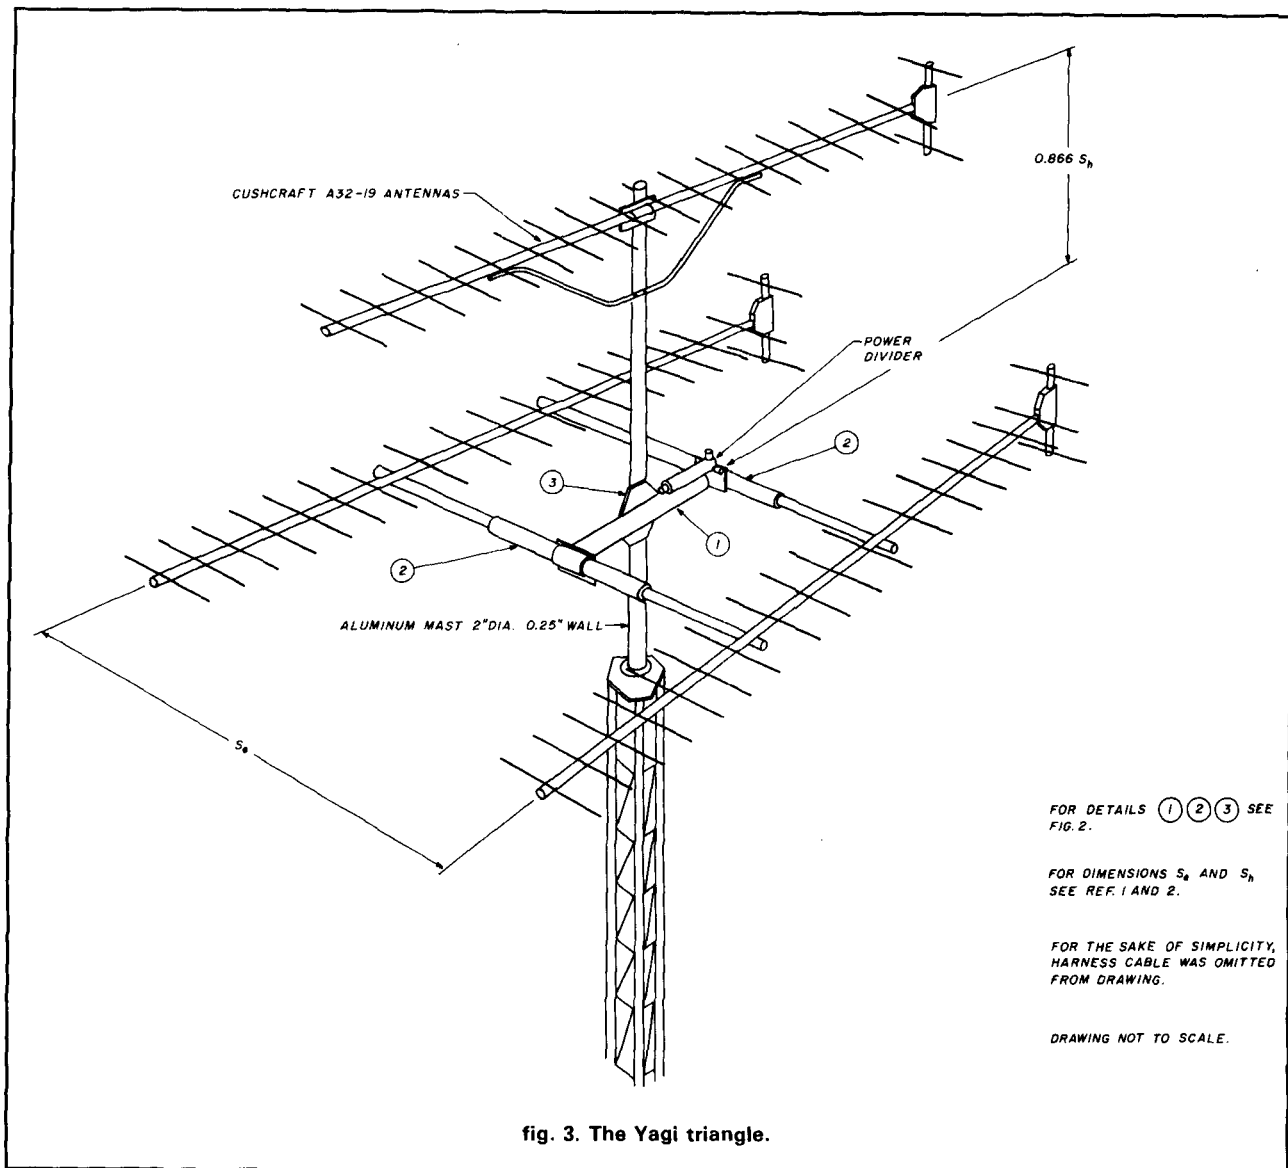 0.866 Sh
CUSHCRAFT A32-19 ANTENNAS
POWER
DIVIDER
2
3
1
2
ALUMINUM MAST 2" DIA. 0.25" WALL
Se
FOR DETAILS 1 2 3 SEE
FIG. 2.
FOR DIMENSIONS Se AND Sh
SEE REF. 1 AND 2.
FOR THE SAKE OF SIMPLICITY,
HARNESS CABLE WAS OMITTED
FROM DRAWING.
DRAWING NOT TO SCALE.
fig. 3. The Yagi triangle.